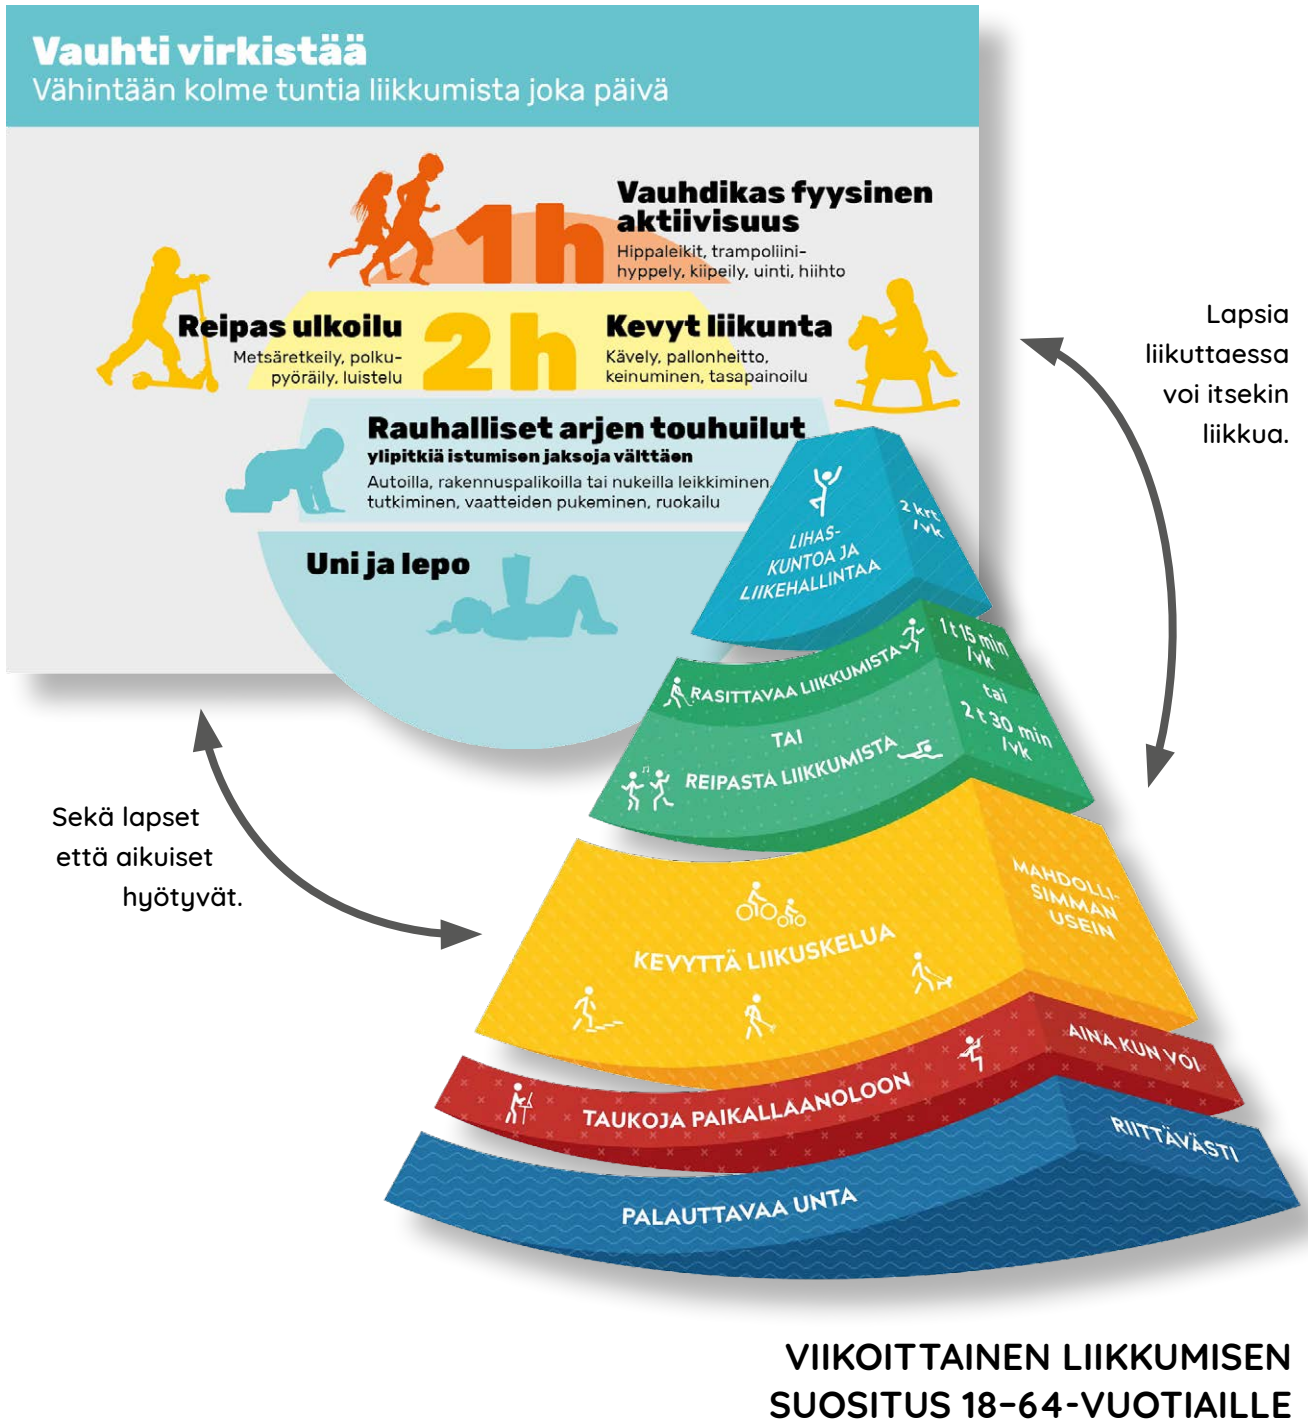 Vauhti virkistää
Vähintään kolme tuntia liikkumista joka päivä
1h
Vauhdikas fyysinen
aktiivisuus
Hippaleikit, trampoliini-
hyppely, kiipeily, uinti, hiihto
Reipas ulkoilu
Metsäretkeily, polku-
pyöräily, luistelu
2h
Kevyt liikunta
Kävely, pallonheitto,
keinuminen, tasapainoilu
Rauhalliset arjen touhuilut
ylipitkiä istumisen jaksoja välttäen
Autoilla, rakennuspalikoilla tai nukeilla leikkiminen,
tutkiminen, vaatteiden pukeminen, ruokailu
Uni ja lepo
Lapsia
liikuttaessa
voi itsekin
liikkua.
Sekä lapset
että aikuiset
hyötyvät.
LIHAS-
KUNTOA JA
LIIKEHALLINTAA
2 krt
/vk
RASITTAVAA LIIKKUMISTA
1 t 15 min
/vk
TAI
tai
REIPASTA LIIKKUMISTA
2 t 30 min
/vk
KEVYTTÄ LIIKUSKELUA
MAHDOLLI-
SIMMAN
USEIN
TAUKOJA PAIKALLAANOLOON
AINA KUN VOI
PALAUTTAVAA UNTA
RIITTÄVÄSTI
VIIKOITTAINEN LIIKKUMISEN
SUOSITUS 18–64-VUOTIAILLE